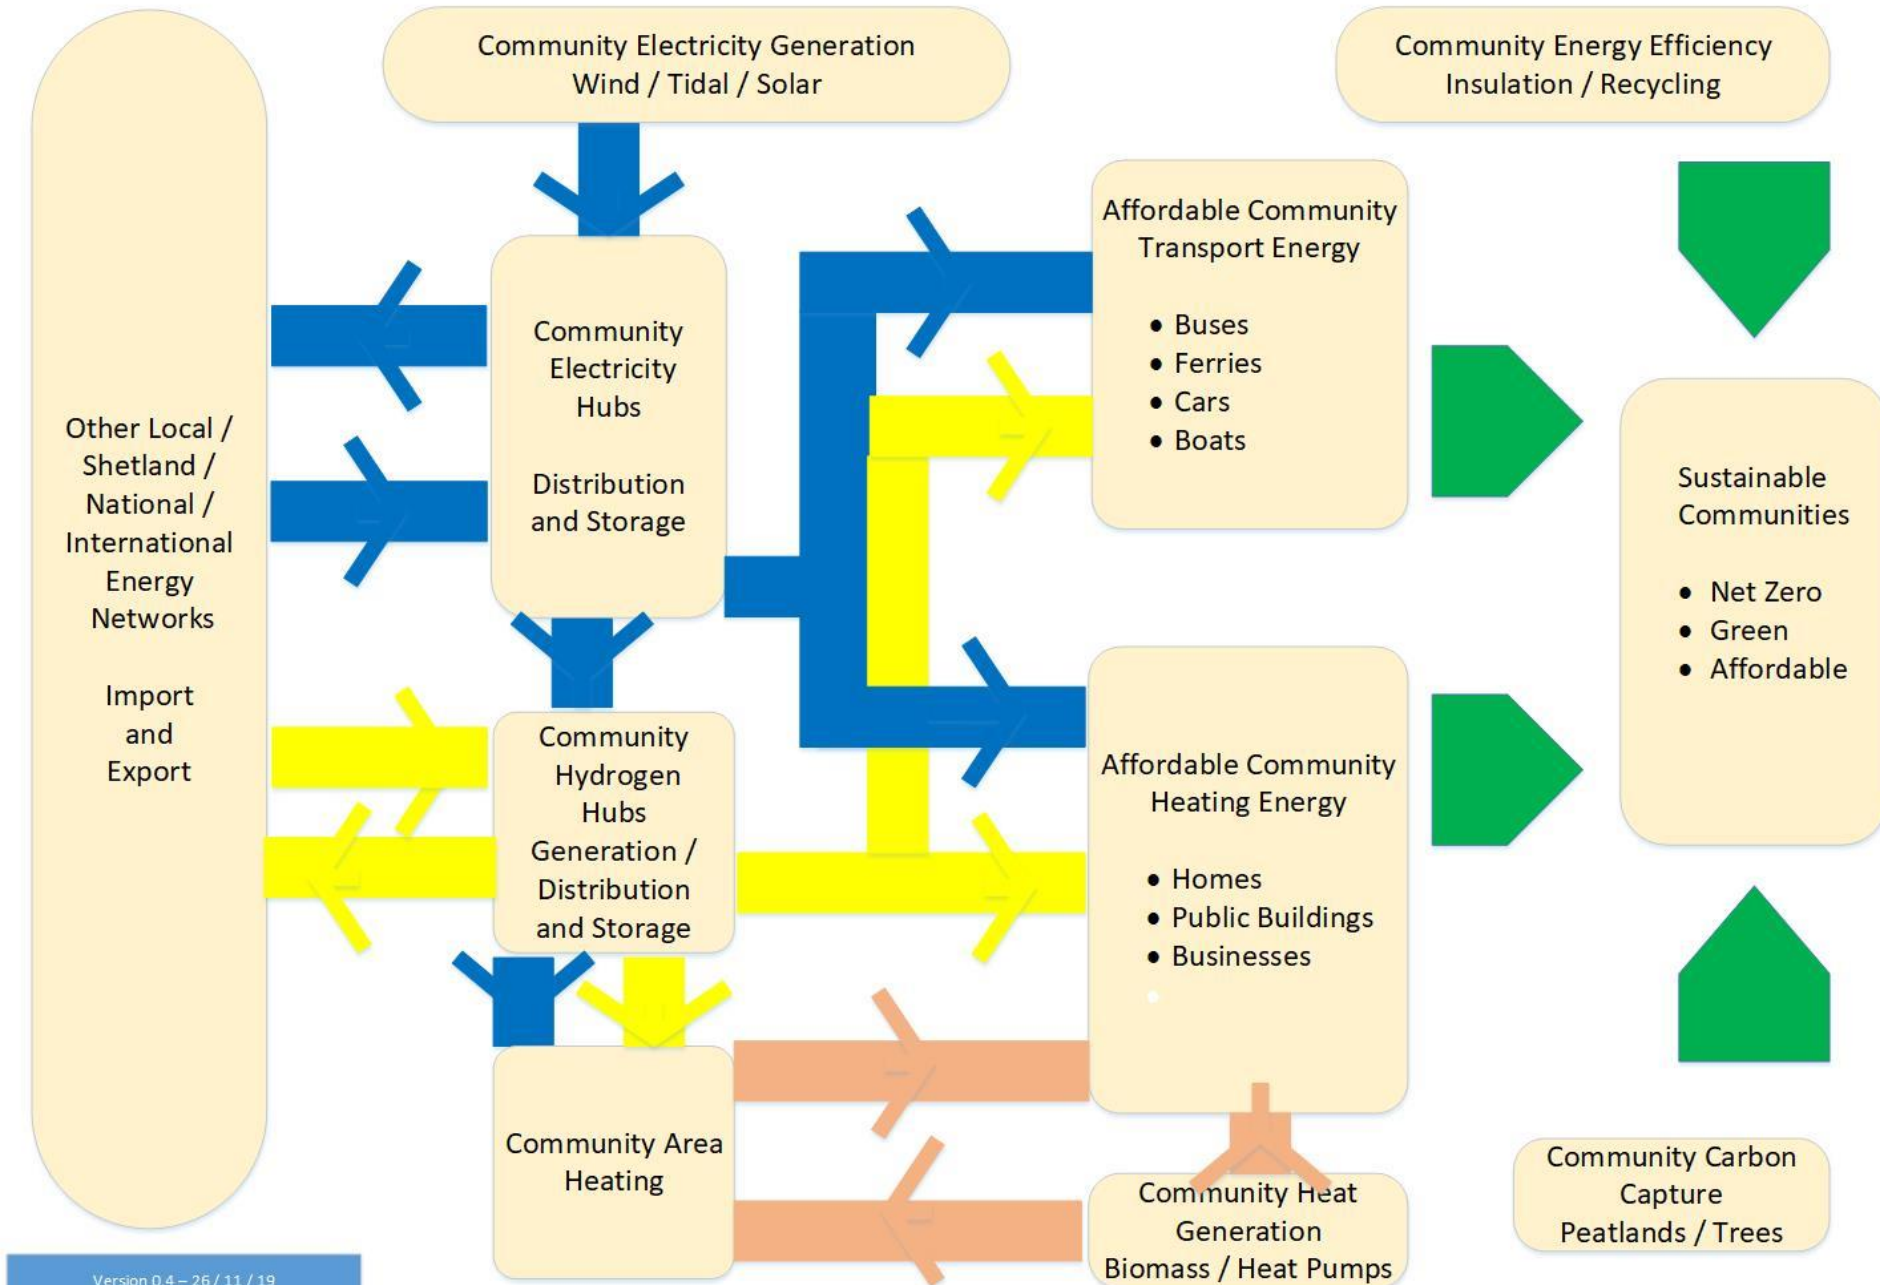 Community Electricity Generation
Wind / Tidal / Solar
Community Energy Efficiency
Insulation / Recycling
Other Local /
Shetland /
National /
International
Energy
Networks
Import
and
Export
Community
Electricity
Hubs
Distribution
and Storage
Affordable Community
Transport Energy
• Buses
• Ferries
• Cars
• Boats
Sustainable
Communities
• Net Zero
• Green
• Affordable
Community
Hydrogen
Hubs
Generation /
Distribution
and Storage
Affordable Community
Heating Energy
• Homes
• Public Buildings
• Businesses
•
Community Area
Heating
Community Heat
Generation
Biomass / Heat Pumps
Community Carbon
Capture
Peatlands / Trees
Version 0.4 – 26 / 11 / 19